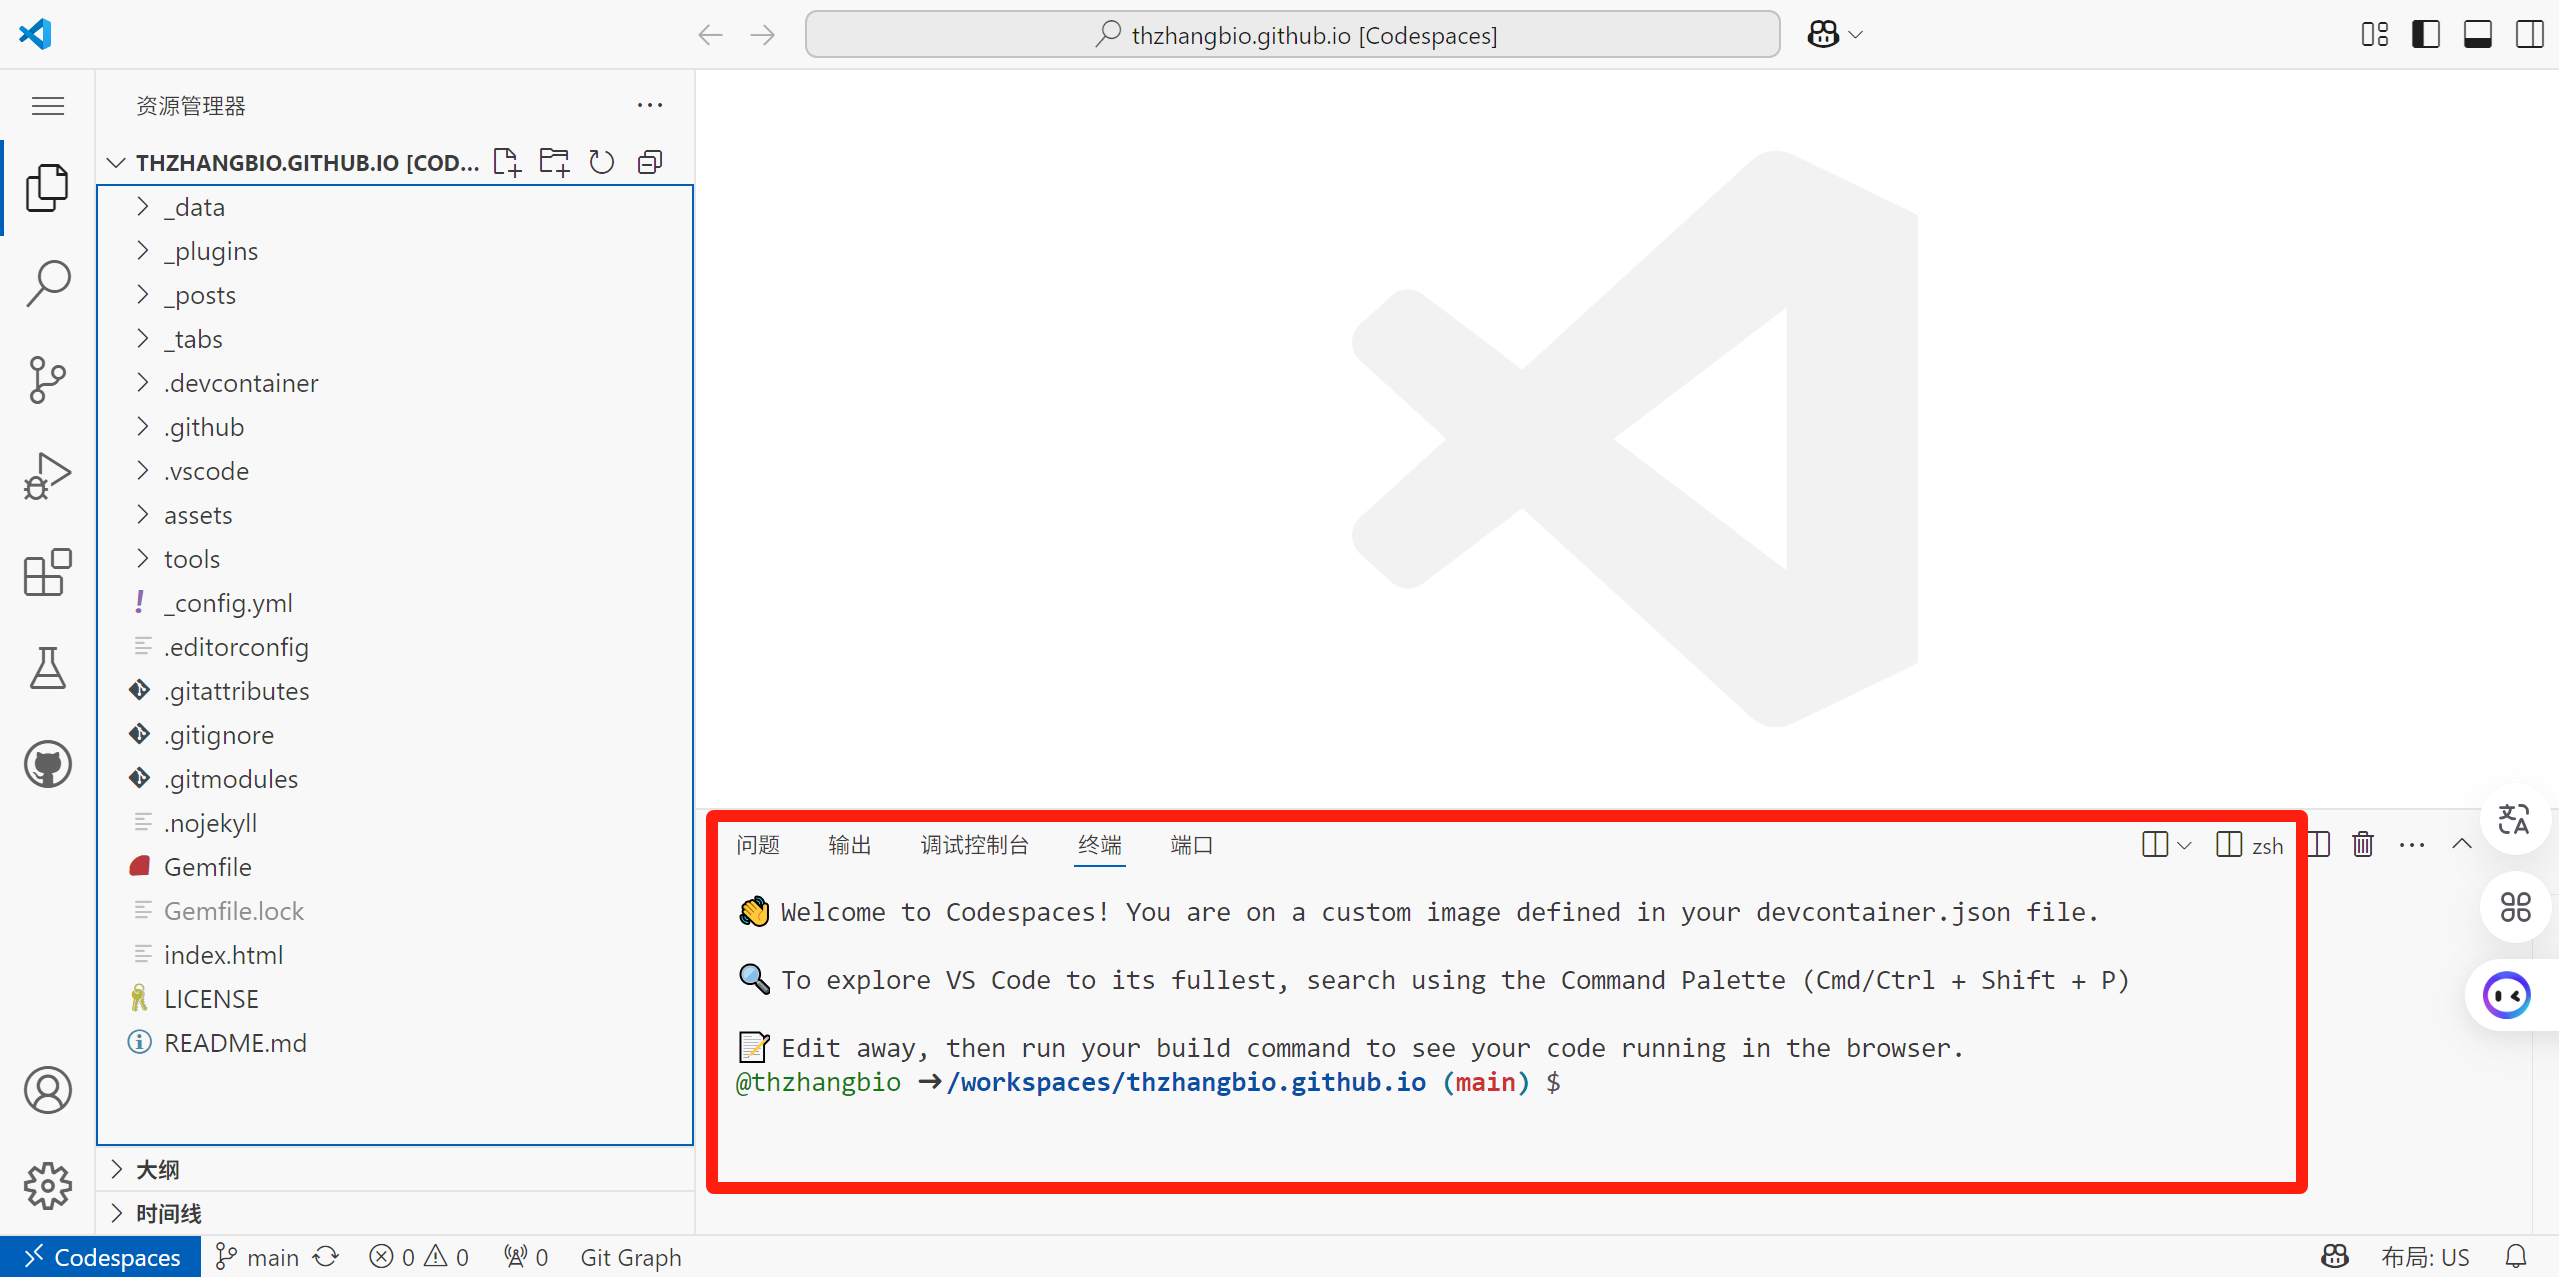 thzhangbio.github.io [Codespaces]
资源管理器
THZHANGBIO.GITHUB.IO [COD...
_data
_plugins
_posts
_tabs
.devcontainer
.github
.vscode
assets
tools
_config.yml
.editorconfig
.gitattributes
.gitignore
.gitmodules
.nojekyll
Gemfile
Gemfile.lock
index.html
LICENSE
README.md
大纲
时间线
问题 输出 调试控制台 终端 端口 zsh
👋 Welcome to Codespaces! You are on a custom image defined in your devcontainer.json file.
🔍 To explore VS Code to its fullest, search using the Command Palette (Cmd/Ctrl + Shift + P)
📝 Edit away, then run your build command to see your code running in the browser.
@thzhangbio ➜ /workspaces/thzhangbio.github.io (main) $
Codespaces main 0 0 0 Git Graph 布局: US